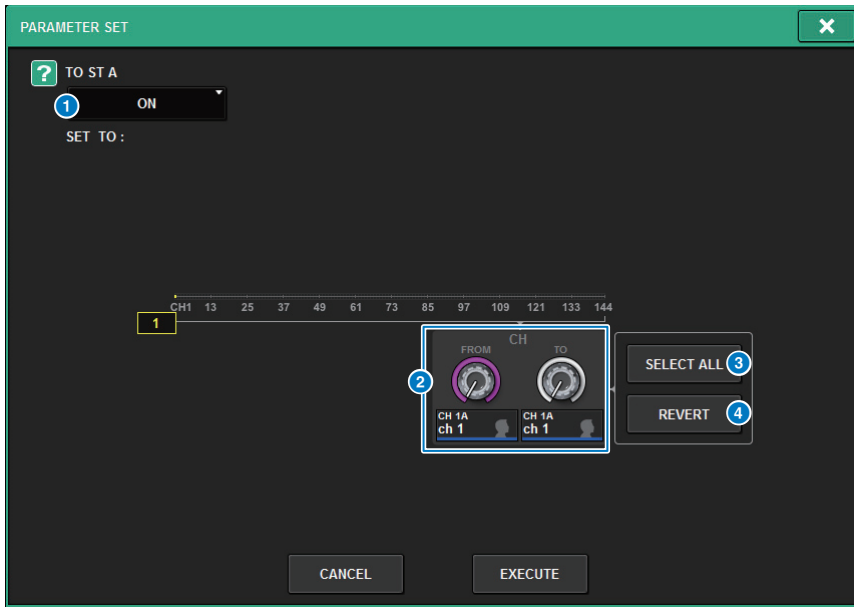 PARAMETER SET
?
TO ST A
1
ON
SET TO :
CH1 13 25 37 49 61 73 85 97 109 121 133 144
1
CH
FROM TO
2
CH 1A
ch 1
CH 1A
ch 1
SELECT ALL 3
REVERT 4
CANCEL EXECUTE